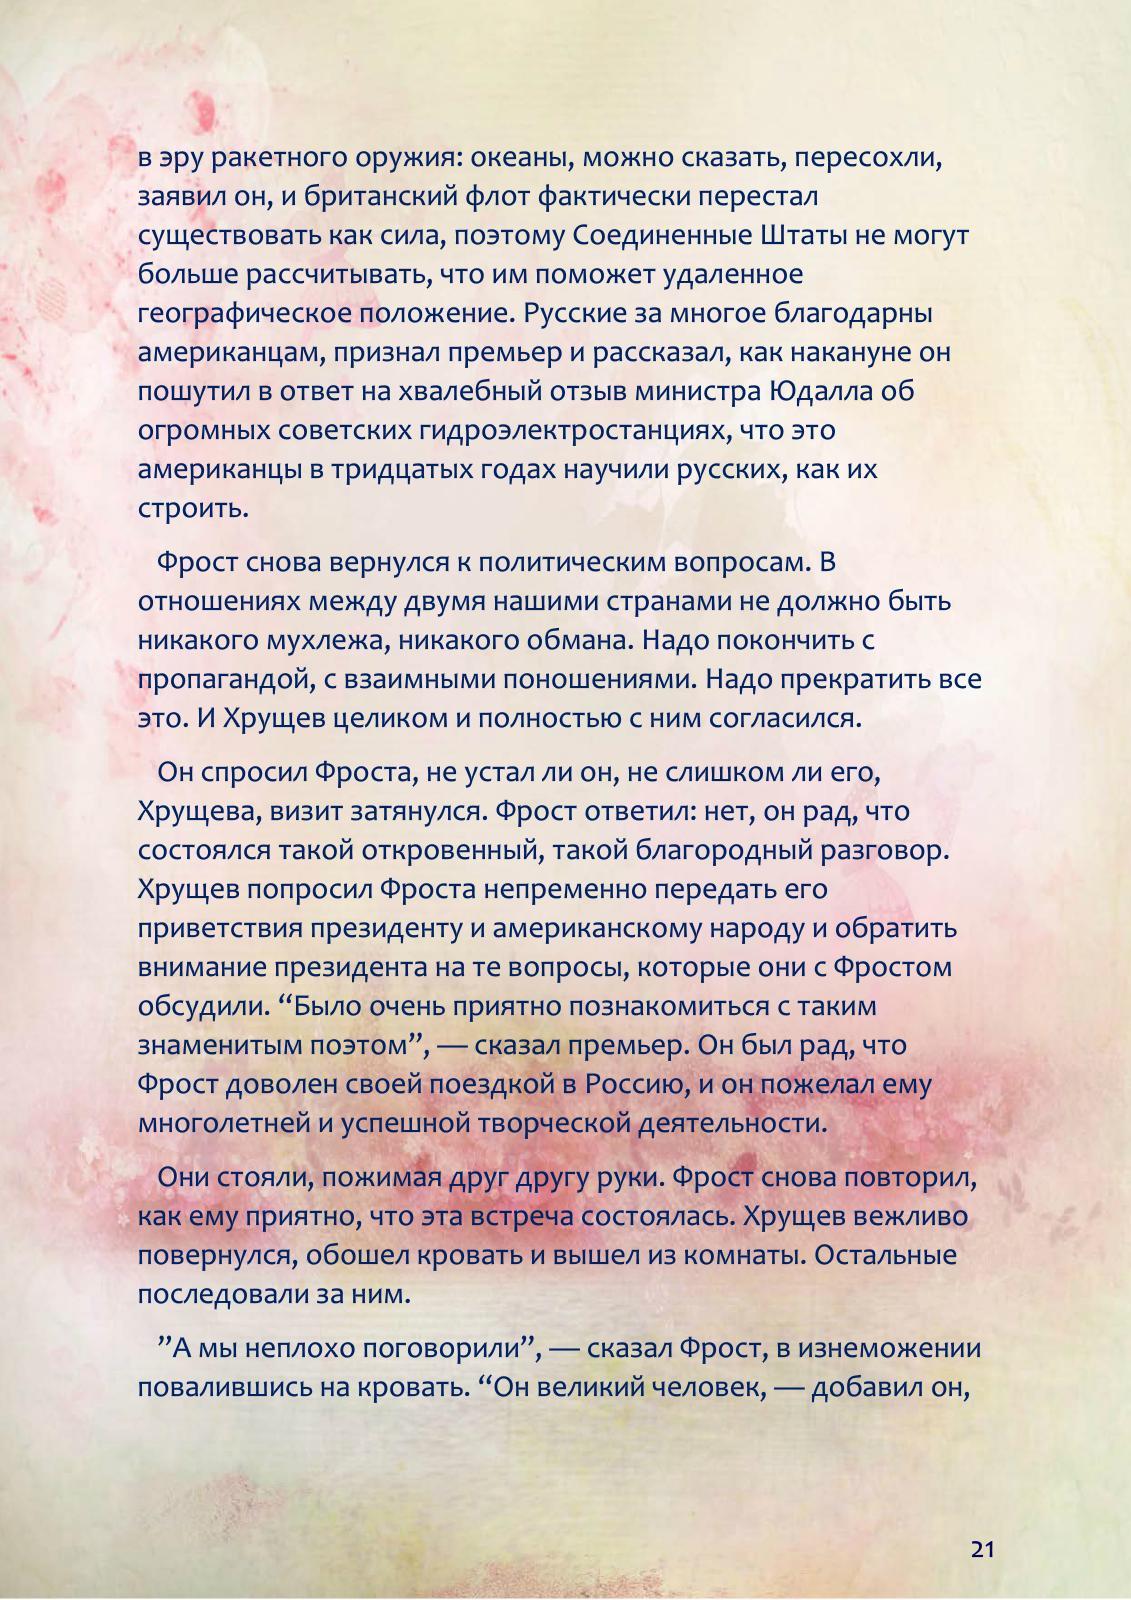 в эру ракетного оружия: океаны, можно сказать, пересохли,
заявил он, и британский флот фактически перестал
существовать как сила, поэтому Соединенные Штаты не могут
больше рассчитывать, что им поможет удаленное
географическое положение. Русские за многое благодарны
американцам, признал премьер и рассказал, как накануне он
пошутил в ответ на хвалебный отзыв министра Юдалла об
огромных советских гидроэлектростанциях, что это
американцы в тридцатых годах научили русских, как их
строить.
Фрост снова вернулся к политическим вопросам. В
отношениях между двумя нашими странами не должно быть
никакого мухлежа, никакого обмана. Надо покончить с
пропагандой, с взаимными поношениями. Надо прекратить все
это. И Хрущев целиком и полностью с ним согласился.
Он спросил Фроста, не устал ли он, не слишком ли его,
Хрущева, визит затянулся. Фрост ответил: нет, он рад, что
состоялся такой откровенный, такой благородный разговор.
Хрущев попросил Фроста непременно передать его
приветствия президенту и американскому народу и обратить
внимание президента на те вопросы, которые они с Фростом
обсудили. “Было очень приятно познакомиться с таким
знаменитым поэтом”, — сказал премьер. Он был рад, что
Фрост доволен своей поездкой в Россию, и он пожелал ему
многолетней и успешной творческой деятельности.
Они стояли, пожимая друг другу руки. Фрост снова повторил,
как ему приятно, что эта встреча состоялась. Хрущев вежливо
повернулся, обошел кровать и вышел из комнаты. Остальные
последовали за ним.
”А мы неплохо поговорили”, — сказал Фрост, в изнеможении
повалившись на кровать. “Он великий человек, — добавил он,
21